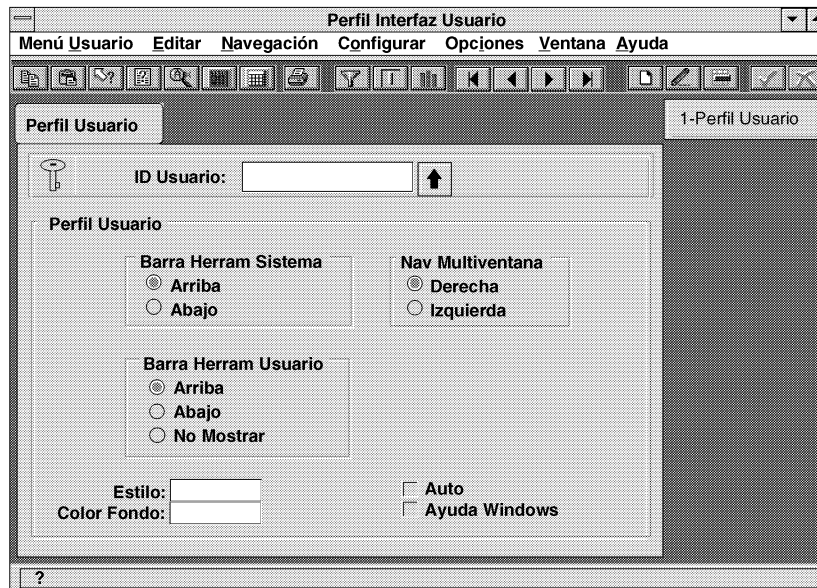 Perfil Interfaz Usuario
Menú Usuario Editar Navegación Configurar Opciones Ventana Ayuda
Perfil Usuario
1-Perfil Usuario
ID Usuario:
Perfil Usuario
Barra Herram Sistema
Arriba
Abajo
Nav Multiventana
Derecha
Izquierda
Barra Herram Usuario
Arriba
Abajo
No Mostrar
Estilo:
Color Fondo:
Auto
Ayuda Windows
?